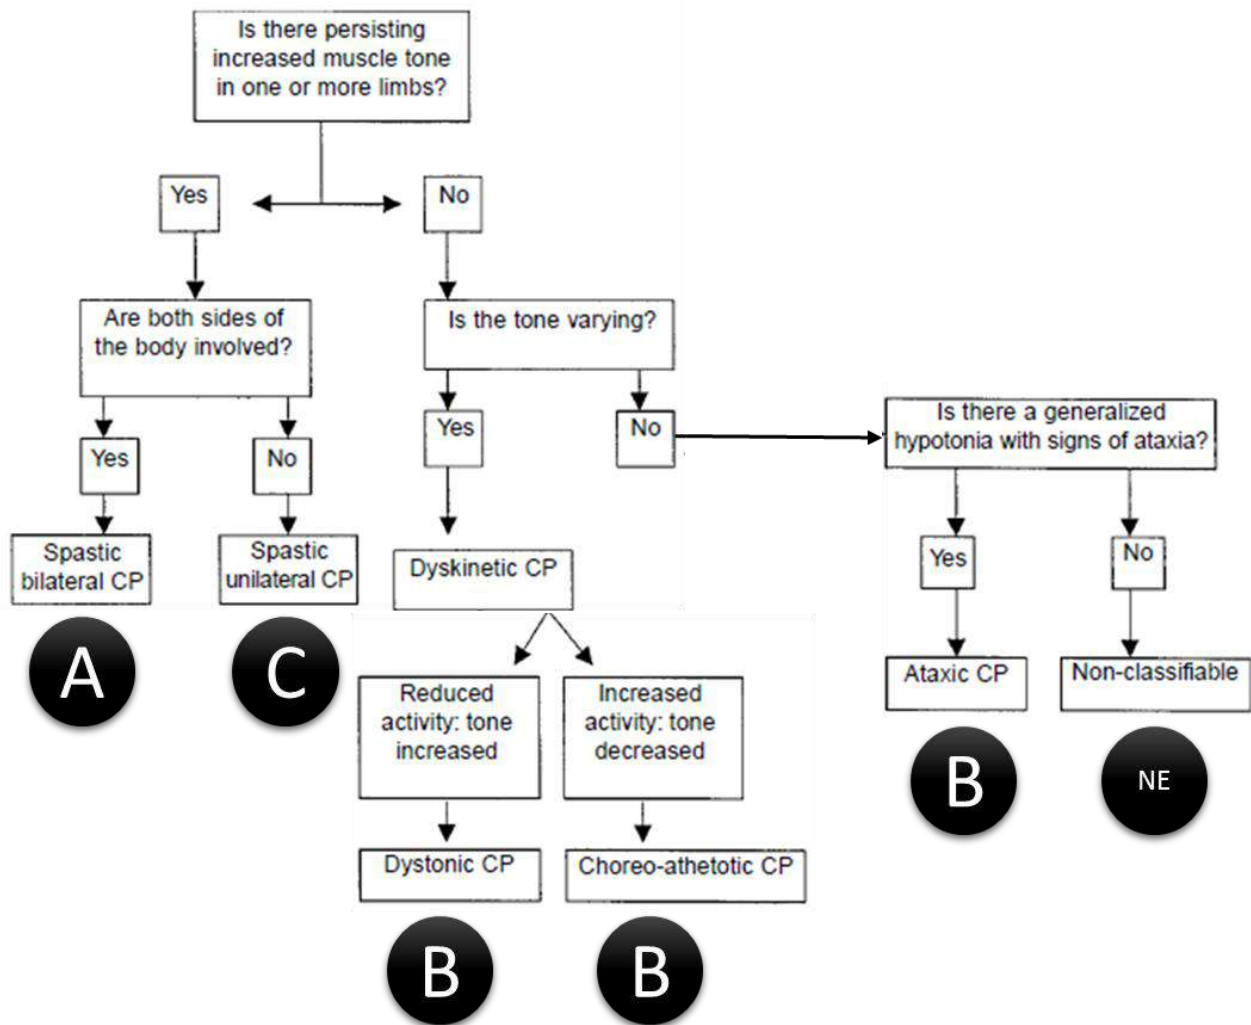 Is there persisting
increased muscle tone
in one or more limbs?
Yes
No
Are both sides of
the body involved?
Is the tone varying?
Yes
No
Yes
No
Is there a generalized
hypotonia with signs of ataxia?
Spastic
bilateral CP
Spastic
unilateral CP
Dyskinetic CP
Yes
No
A
C
Reduced
activity: tone
increased
Increased
activity: tone
decreased
Ataxic CP
Non-classifiable
B
NE
Dystonic CP
Choreo-athetotic CP
B
B